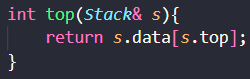 int top(Stack& s){
    return s.data[s.top];
}